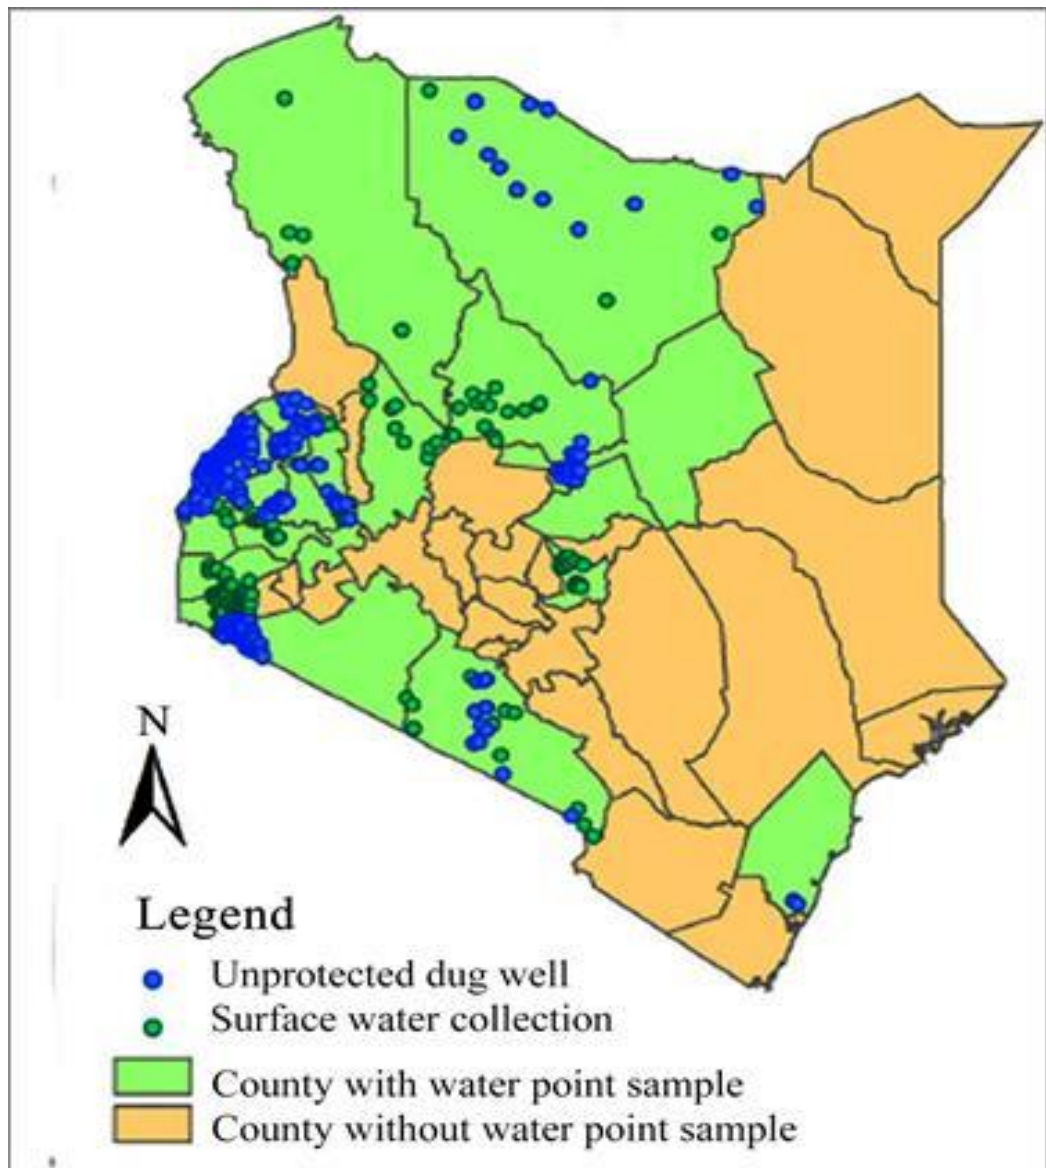 N
Legend
Unprotected dug well
Surface water collection
County with water point sample
County without water point sample